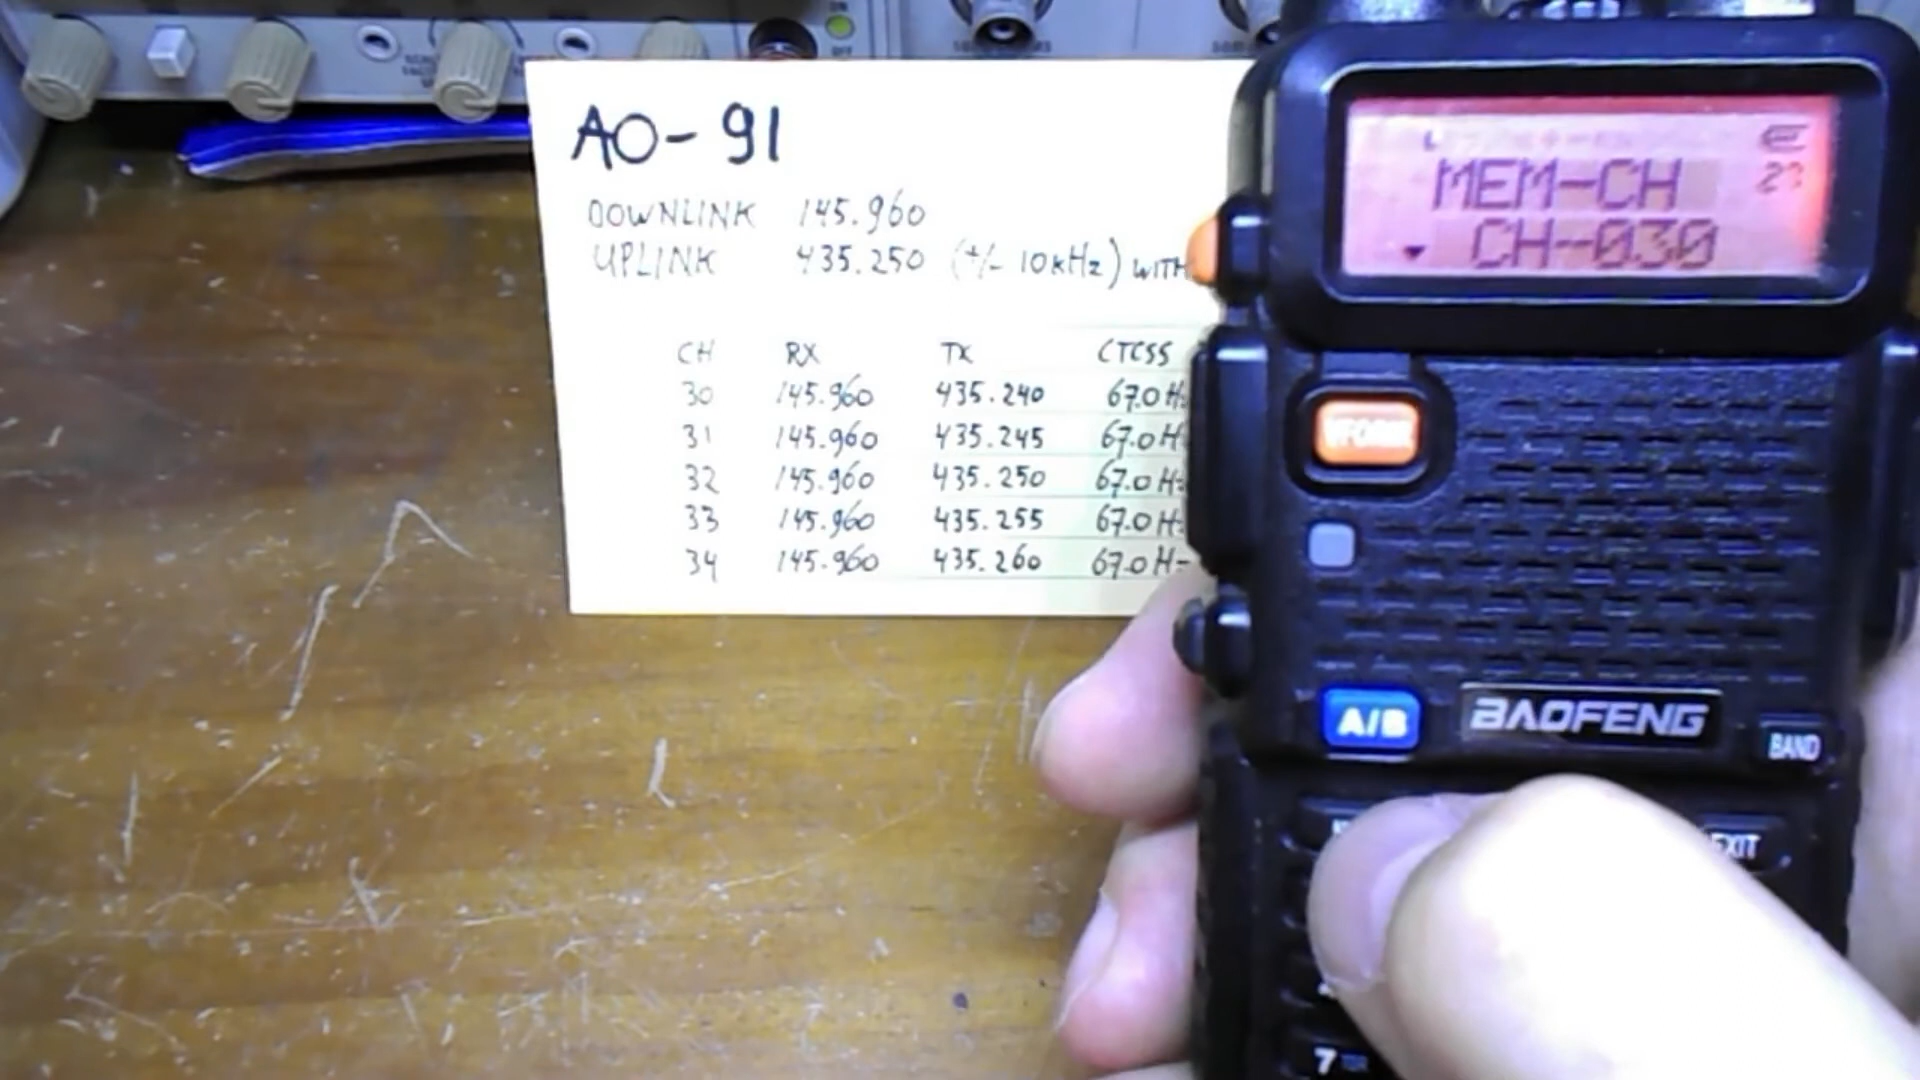 ON
OFF
AO-91
DOWNLINK 145.960
UPLINK 435.250 (+/- 10kHz) WITH
CH RX TX CTCSS
30 145.960 435.240 67.0 H
31 145.960 435.245 67.0 H
32 145.960 435.250 67.0 H
33 145.960 435.255 67.0 H
34 145.960 435.260 67.0 H
MEM-CH
CH-030
A/B
BAOFENG
BAND
EXIT
7